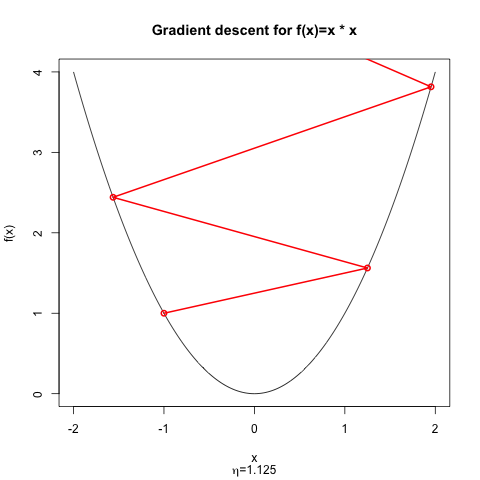 Gradient descent for f(x)=x * x
4
3
2
1
0
f(x)
-2 -1 0 1 2
x
η=1.125